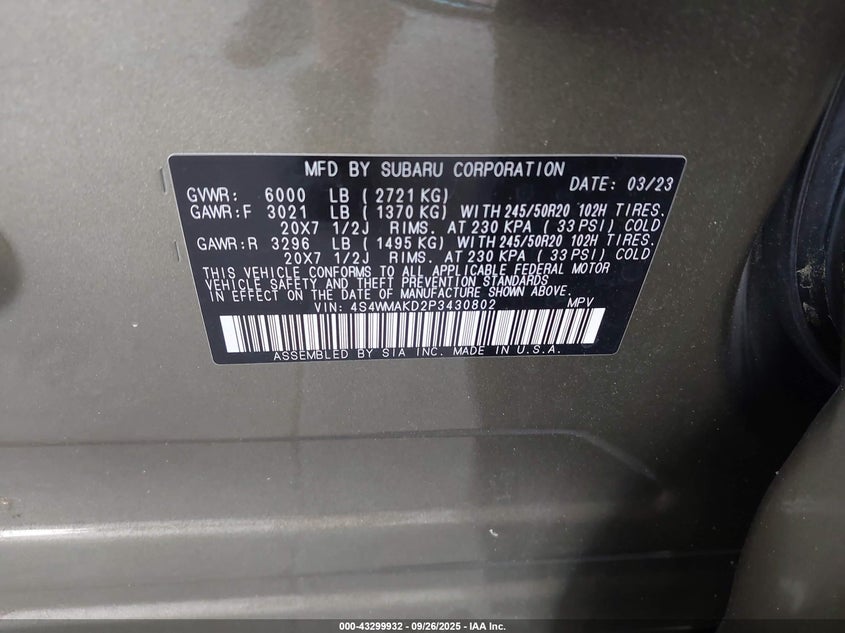 MFD BY SUBARU CORPORATION
DATE: 03/23
GVWR: 6000 LB ( 2721 KG)
GAWR:F 3021 LB ( 1370 KG) WITH 245/50R20 102H TIRES.
20X7 1/2J RIMS. AT 230 KPA ( 33 PSI) COLD
GAWR:R 3296 LB ( 1495 KG) WITH 245/50R20 102H TIRES.
20X7 1/2J RIMS. AT 230 KPA ( 33 PSI) COLD
THIS VEHICLE CONFORMS TO ALL APPLICABLE FEDERAL MOTOR
VEHICLE SAFETY AND THEFT PREVENTION STANDARDS
IN EFFECT ON THE DATE OF MANUFACTURE SHOWN ABOVE.
VIN: 4S4WMAKD2P3430802 MPV
ASSEMBLED BY SIA INC. MADE IN U.S.A.
000-43299932 - 09/26/2025 - IAA Inc.